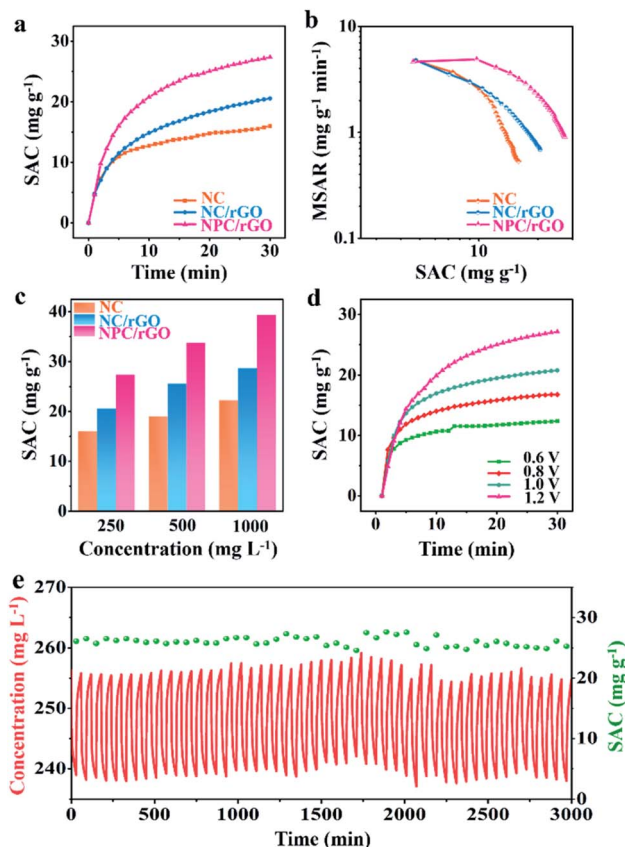 a
SAC (mg g-1)
30
20
10
0
0 10 20 30
Time (min)
NC
NC/rGO
NPC/rGO
b
MSAR (mg g-1 min-1)
10
1
0.1
10
SAC (mg g-1)
NC
NC/rGO
NPC/rGO
c
SAC (mg g-1)
40
30
20
10
0
NC
NC/rGO
NPC/rGO
250 500 1000
Concentration (mg L-1)
d
SAC (mg g-1)
30
20
10
0
0 10 20 30
Time (min)
0.6 V
0.8 V
1.0 V
1.2 V
e
Concentration (mg L-1)
270
260
250
240
SAC (mg g-1)
30
20
10
0
0 500 1000 1500 2000 2500 3000
Time (min)